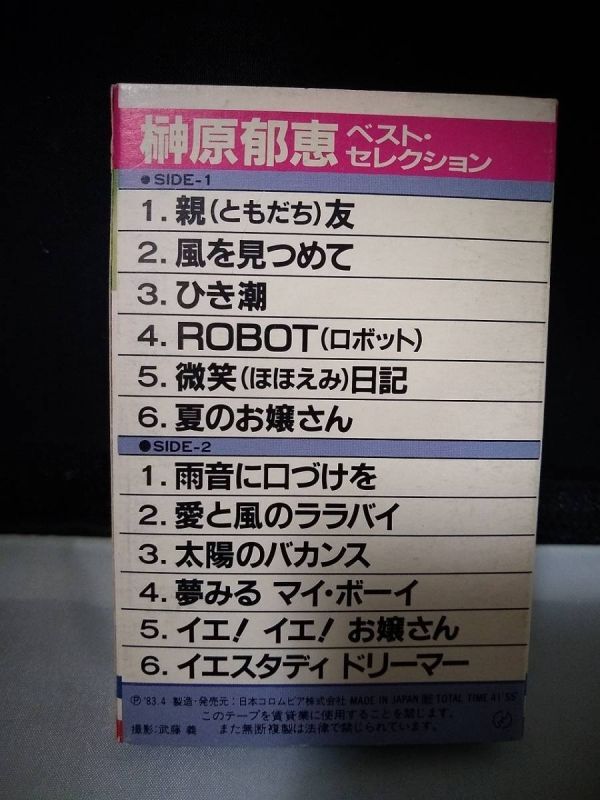 榊原郁恵 ベスト・セレクション
●SIDE-1
1. 親(ともだち)友
2. 風を見つめて
3. ひき潮
4. ROBOT(ロボット)
5. 微笑(ほほえみ)日記
6. 夏のお嬢さん
●SIDE-2
1. 雨音に口づけを
2. 愛と風のララバイ
3. 太陽のバカンス
4. 夢みる マイ・ボーイ
5. イエ! イエ! お嬢さん
6. イエスタディ ドリーマー
Ⓟ '83.4 製造・発売元:日本コロムビア株式会社 MADE IN JAPAN TOTAL TIME 41'55"
このテープを賃貸業に使用することを禁じます。
撮影:武藤 義 また無断複製は法律で禁じられています。